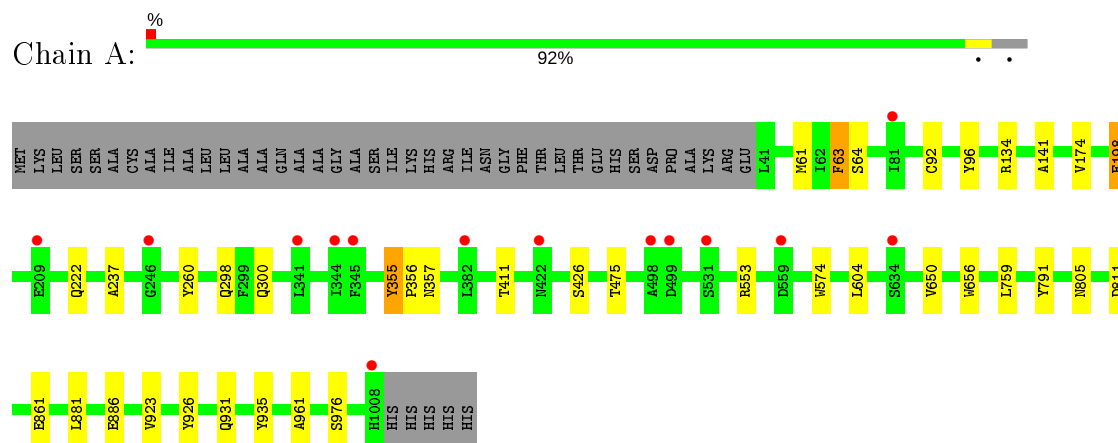 %
Chain A:
92%
MET LYS LEU SER SER ALA CYS ALA ILE ALA LEU LEU ALA ALA GLN ALA ALA GLY ALA SER ILE LYS HIS ARG ILE ASN GLY PHE THR LEU THR GLU HIS SER ASP PRO ALA LYS ARG GLU L41 M61 I62 F63 S64 I81 C92 Y96 R134 A141 V174
E209 Q222 A237 G246 Y260 Q298 F299 Q300 L341 I344 F345 Y355 P356 N357 L382 T411 N422 S426 T475 A498 D499 S531 R553 D559 W574 L604 S634 V650 W656 L759 Y791 N805
E861 L881 E886 V923 Y926 Q931 Y935 A961 S976 H1008 HIS HIS HIS HIS HIS